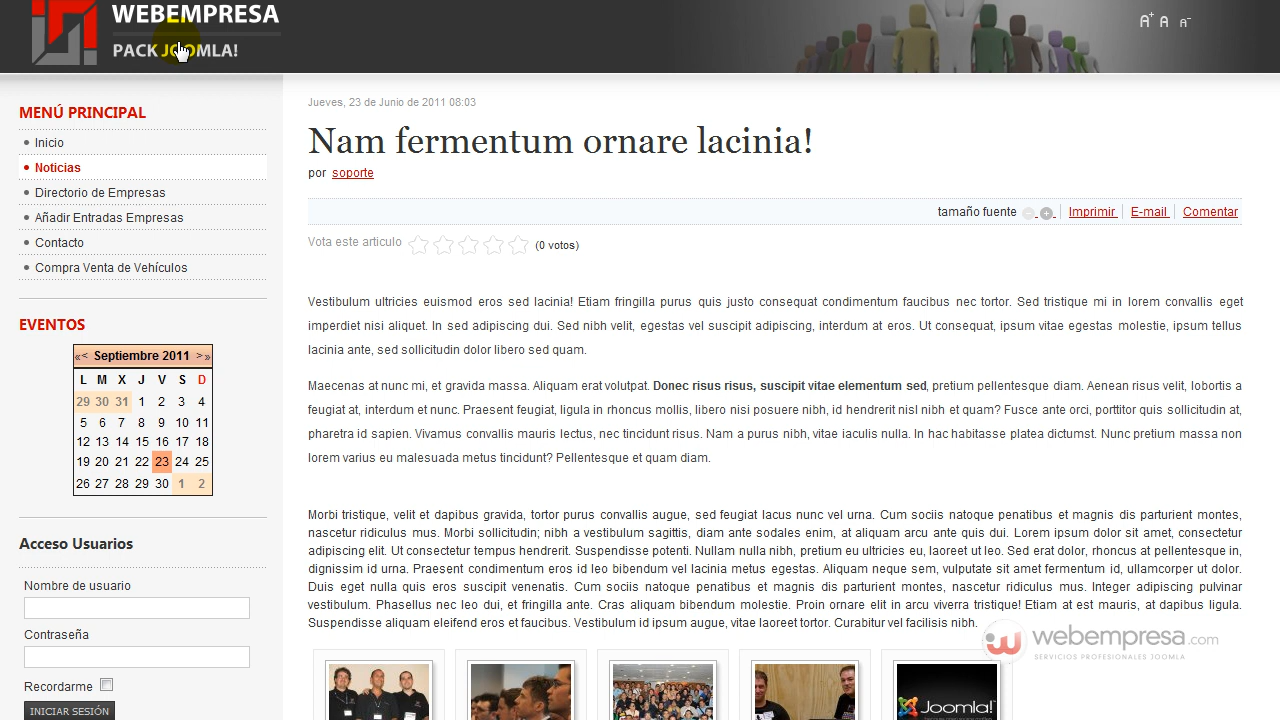 WEBEMPRESA
PACK JOOMLA!
A+ A A-
MENÚ PRINCIPAL
Inicio
Noticias
Directorio de Empresas
Añadir Entradas Empresas
Contacto
Compra Venta de Vehículos
EVENTOS
«< Septiembre 2011 >»
L M X J V S D
29 30 31 1 2 3 4
5 6 7 8 9 10 11
12 13 14 15 16 17 18
19 20 21 22 23 24 25
26 27 28 29 30 1 2
Acceso Usuarios
Nombre de usuario
Contraseña
Recordarme
INICIAR SESIÓN
Jueves, 23 de Junio de 2011 08:03
Nam fermentum ornare lacinia!
por soporte
tamaño fuente Imprimir E-mail Comentar
Vota este articulo (0 votos)
Vestibulum ultricies euismod eros sed lacinia! Etiam fringilla purus quis justo consequat condimentum faucibus nec tortor. Sed tristique mi in lorem convallis eget
imperdiet nisi aliquet. In sed adipiscing dui. Sed nibh velit, egestas vel suscipit adipiscing, interdum at eros. Ut consequat, ipsum vitae egestas molestie, ipsum tellus
lacinia ante, sed sollicitudin dolor libero sed quam.
Maecenas at nunc mi, et gravida massa. Aliquam erat volutpat. Donec risus risus, suscipit vitae elementum sed, pretium pellentesque diam. Aenean risus velit, lobortis a
feugiat at, interdum et nunc. Praesent feugiat, ligula in rhoncus mollis, libero nisi posuere nibh, id hendrerit nisl nibh et quam? Fusce ante orci, porttitor quis sollicitudin at,
pharetra id sapien. Vivamus convallis mauris lectus, nec tincidunt risus. Nam a purus nibh, vitae iaculis nulla. In hac habitasse platea dictumst. Nunc pretium massa non
lorem varius eu malesuada metus tincidunt? Pellentesque et quam diam.
Morbi tristique, velit et dapibus gravida, tortor purus convallis augue, sed feugiat lacus nunc vel urna. Cum sociis natoque penatibus et magnis dis parturient montes,
nascetur ridiculus mus. Morbi sollicitudin; nibh a vestibulum sagittis, diam ante sodales enim, at aliquam arcu ante quis dui. Lorem ipsum dolor sit amet, consectetur
adipiscing elit. Ut consectetur tempus hendrerit. Suspendisse potenti. Nullam nulla nibh, pretium eu ultricies eu, laoreet ut leo. Sed erat dolor, rhoncus at pellentesque in,
dignissim id urna. Praesent condimentum eros id leo bibendum vel lacinia metus egestas. Aliquam neque sem, vulputate sit amet fermentum id, ullamcorper ut dolor.
Duis eget nulla quis eros suscipit venenatis. Cum sociis natoque penatibus et magnis dis parturient montes, nascetur ridiculus mus. Integer adipiscing pulvinar
vestibulum. Phasellus nec leo dui, et fringilla ante. Cras aliquam bibendum molestie. Proin ornare elit in arcu viverra tristique! Etiam at est mauris, at dapibus ligula.
Suspendisse aliquam eleifend eros et faucibus. Vestibulum id ipsum augue, vitae laoreet tortor. Curabitur vel facilisis nibh.
webempresa.com
SERVICIOS PROFESIONALES JOOMLA
Joomla!